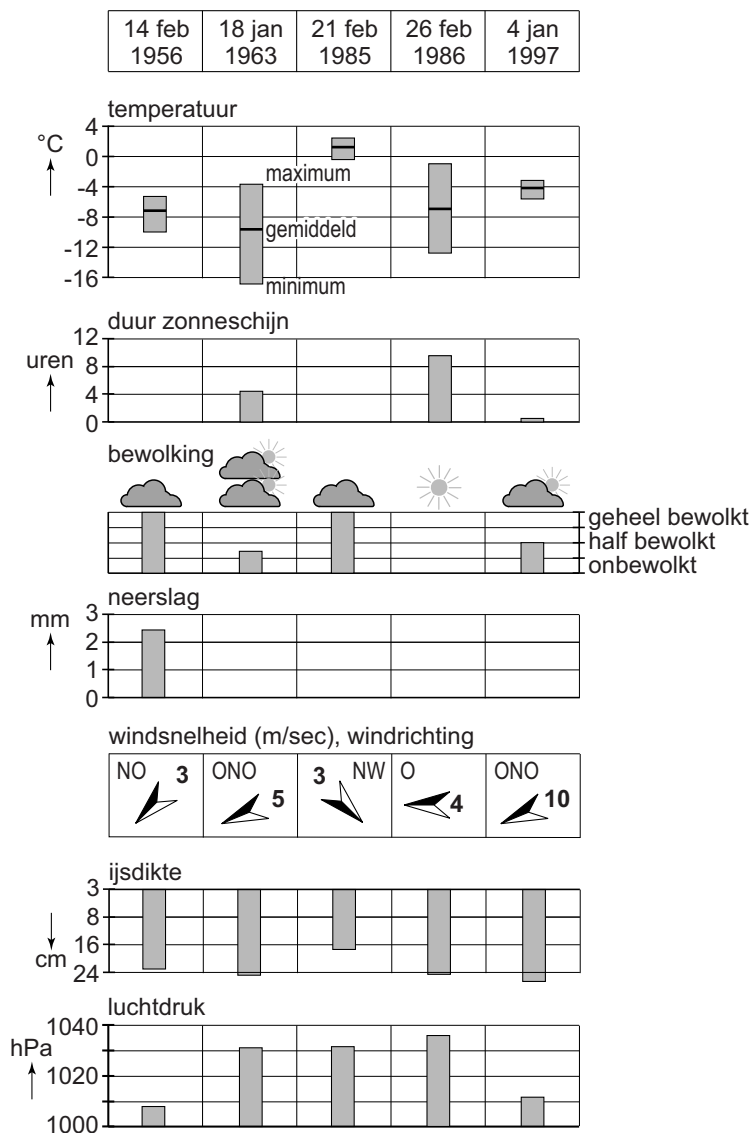 14 feb 18 jan 21 feb 26 feb 4 jan
1956 1963 1985 1986 1997
temperatuur
°C
4
0
-4
-8
-12
-16
maximum
gemiddeld
minimum
duur zonneschijn
uren
12
8
4
0
bewolking
geheel bewolkt
half bewolkt
onbewolkt
neerslag
mm
3
2
1
0
windsnelheid (m/sec), windrichting
NO 3 ONO 5 3 NW O 4 ONO 10
ijsdikte
3
8
16
24
cm
luchtdruk
hPa
1040
1020
1000